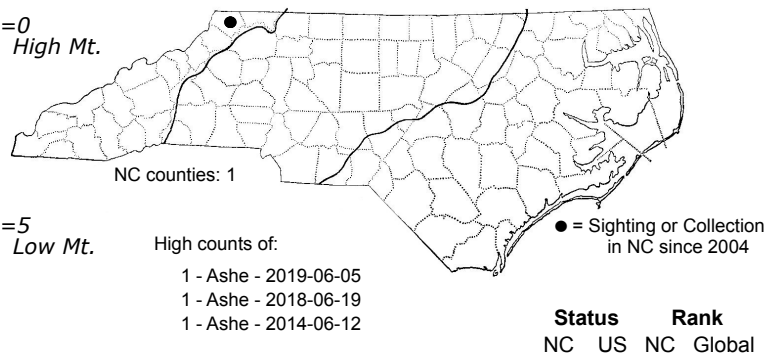 =0
High Mt.
NC counties: 1
=5
Low Mt.
High counts of:
1 - Ashe - 2019-06-05
1 - Ashe - 2018-06-19
1 - Ashe - 2014-06-12
● = Sighting or Collection
in NC since 2004
Status Rank
NC US NC Global